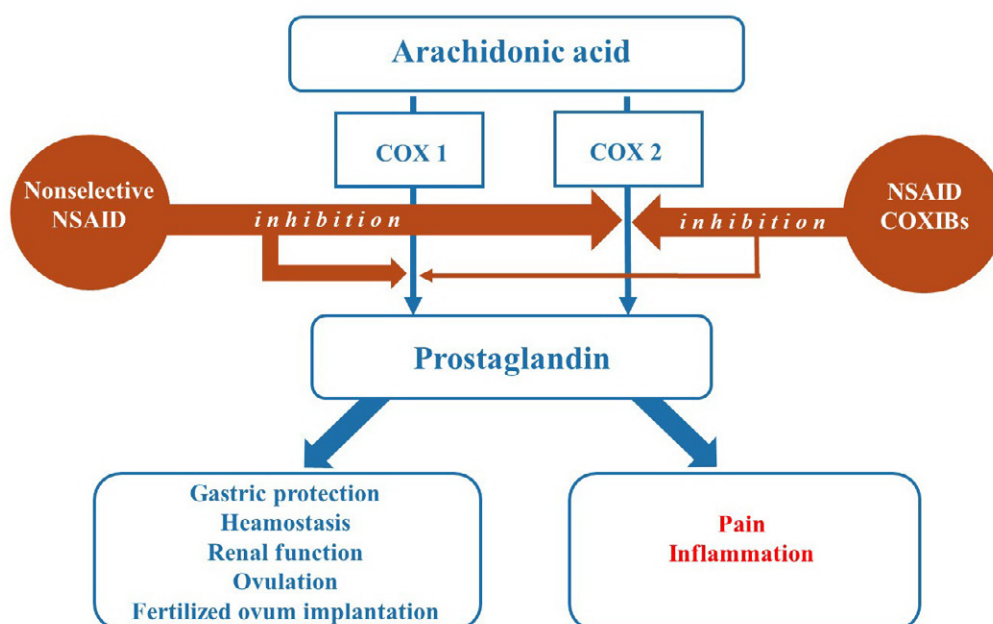 Arachidonic acid
COX 1
COX 2
Nonselective
NSAID
inhibition
inhibition
NSAID
COXIBs
Prostaglandin
Gastric protection
Heamostasis
Renal function
Ovulation
Fertilized ovum implantation
Pain
Inflammation